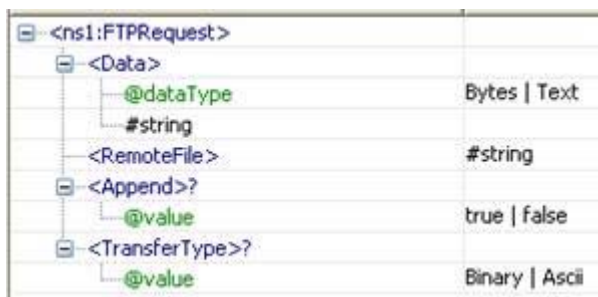 <ns1:FTPRequest>
<Data>
@dataType Bytes | Text
#string
<RemoteFile> #string
<Append>?
@value true | false
<TransferType>?
@value Binary | Ascii